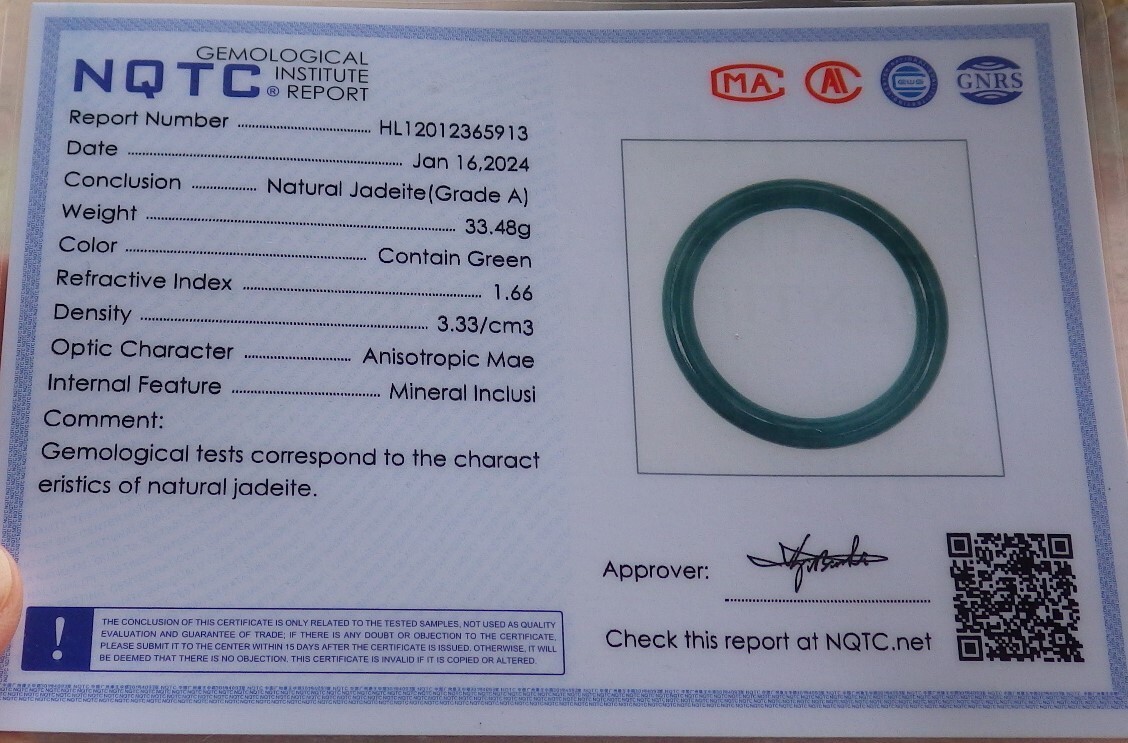 GEMOLOGICAL
NQTC® INSTITUTE
REPORT
MA
GNRS
Report Number ........ HL12012365913
Date ........ Jan 16,2024
Conclusion ........ Natural Jadeite(Grade A)
Weight ........ 33.48g
Color ........ Contain Green
Refractive Index ........ 1.66
Density ........ 3.33/cm3
Optic Character ........ Anisotropic Mae
Internal Feature ........ Mineral Inclusi
Comment:
Gemological tests correspond to the charact
eristics of natural jadeite.
! THE CONCLUSION OF THIS CERTIFICATE IS ONLY RELATED TO THE TESTED SAMPLES, NOT USED AS QUALITY
EVALUATION AND GUARANTEE OF TRADE; IF THERE IS ANY DOUBT OR OBJECTION TO THE CERTIFICATE,
PLEASE SUBMIT IT TO THE CENTER WITHIN 15 DAYS AFTER THE CERTIFICATE IS ISSUED. OTHERWISE, IT WILL
BE DEEMED THAT THERE IS NO OBJECTION. THIS CERTIFICATE IS INVALID IF IT IS COPIED OR ALTERED.
Approver:
Check this report at NQTC.net